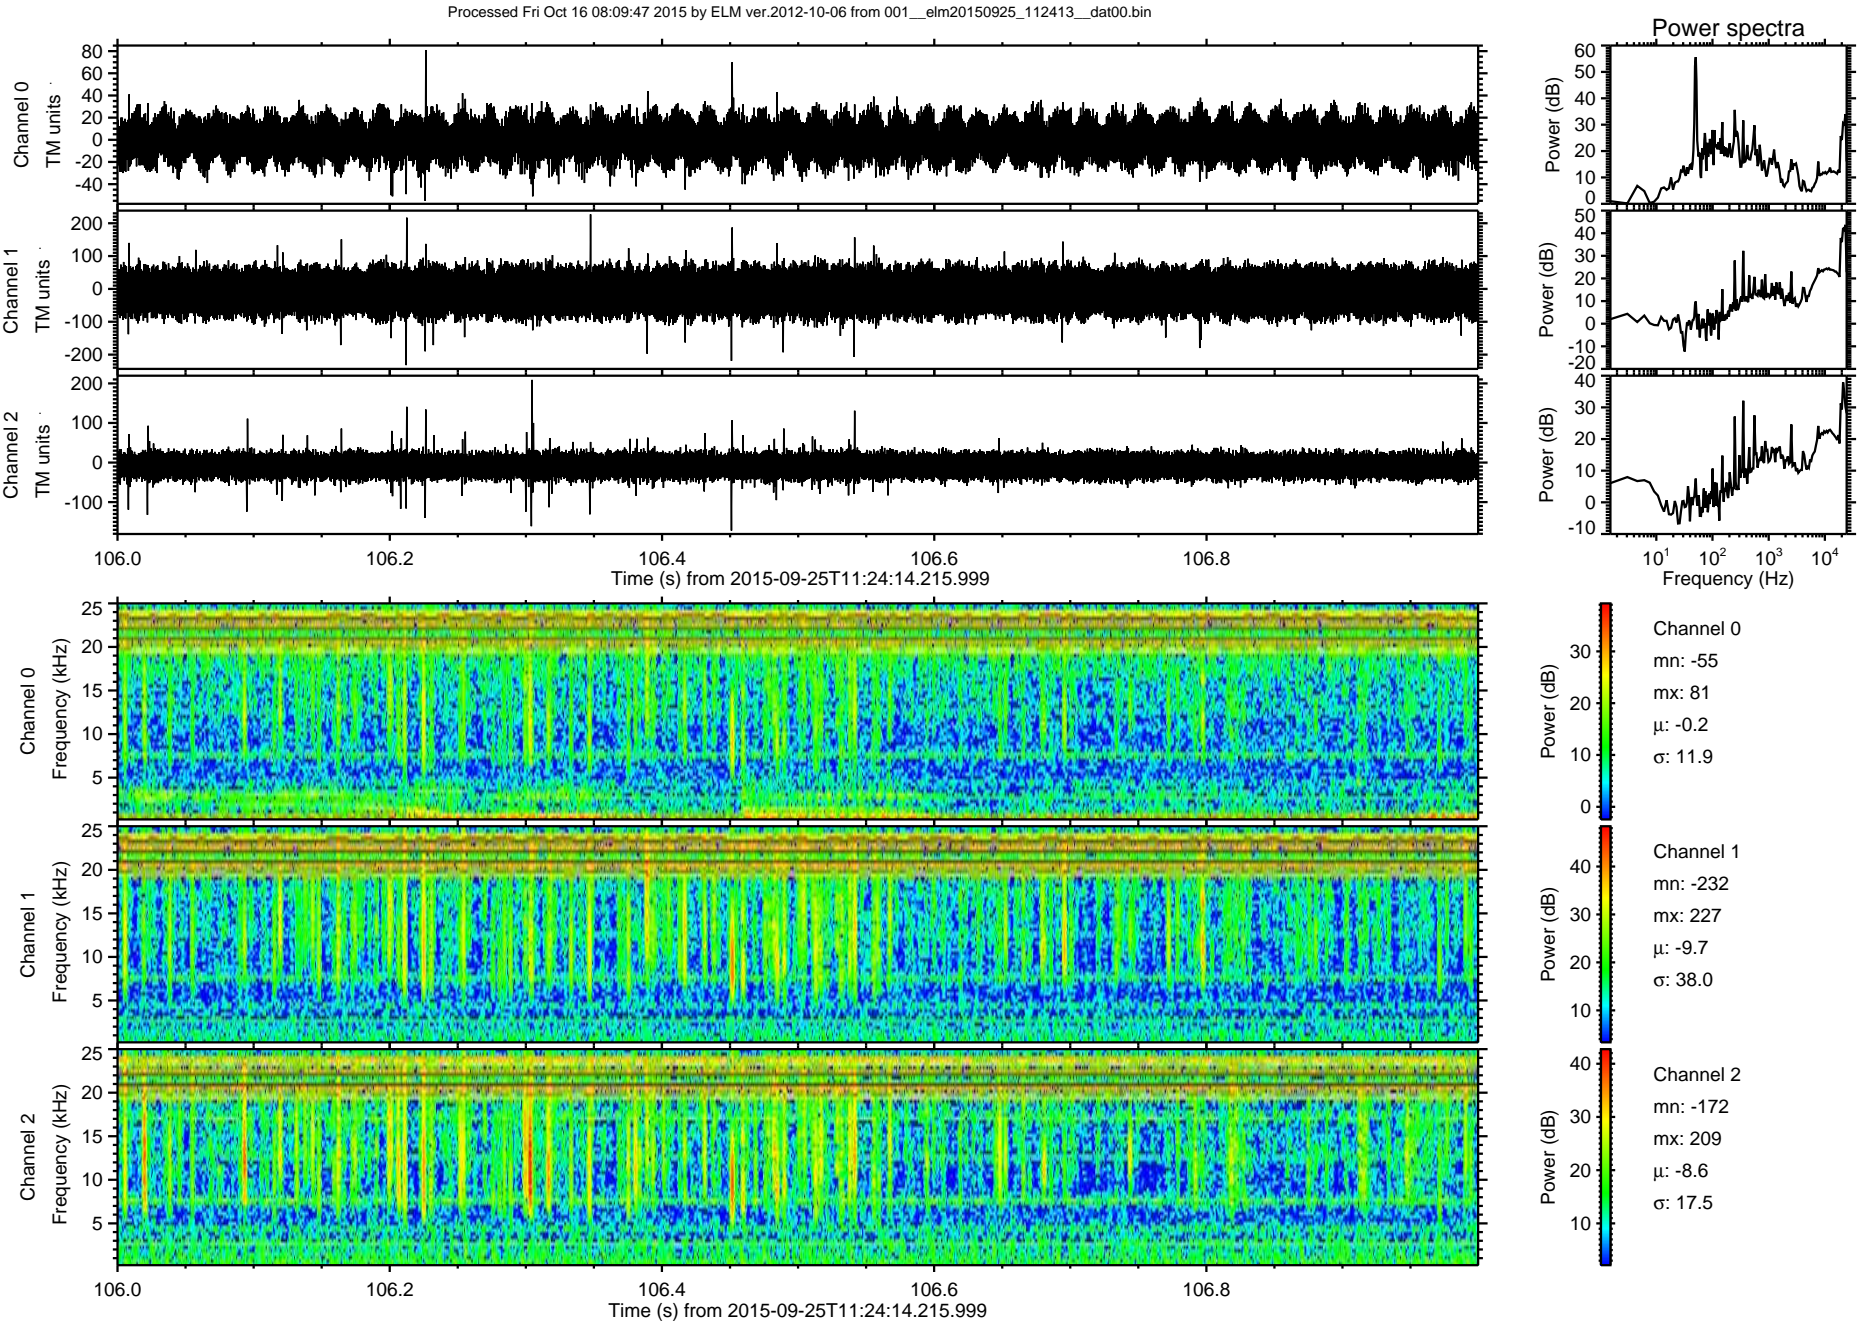 Processed Fri Oct 16 08:09:47 2015 by ELM ver.2012-10-06 from 001__elm20150925_112413__dat00.bin
Power spectra
Channel 0
TM units
80
60
40
20
0
-20
-40
Power (dB)
60
50
40
30
20
10
0
Channel 1
TM units
200
100
0
-100
-200
Power (dB)
50
40
30
20
10
0
-10
-20
Channel 2
TM units
200
100
0
-100
Power (dB)
40
30
20
10
0
-10
106.0 106.2 106.4 106.6 106.8
Time (s) from 2015-09-25T11:24:14.215.999
10^1 10^2 10^3 10^4
Frequency (Hz)
Channel 0
Frequency (kHz)
25
20
15
10
5
Power (dB)
30
20
10
0
Channel 0
mn: -55
mx: 81
μ: -0.2
σ: 11.9
Channel 1
Frequency (kHz)
25
20
15
10
5
Power (dB)
40
30
20
10
Channel 1
mn: -232
mx: 227
μ: -9.7
σ: 38.0
Channel 2
Frequency (kHz)
25
20
15
10
5
Power (dB)
40
30
20
10
Channel 2
mn: -172
mx: 209
μ: -8.6
σ: 17.5
106.0 106.2 106.4 106.6 106.8
Time (s) from 2015-09-25T11:24:14.215.999